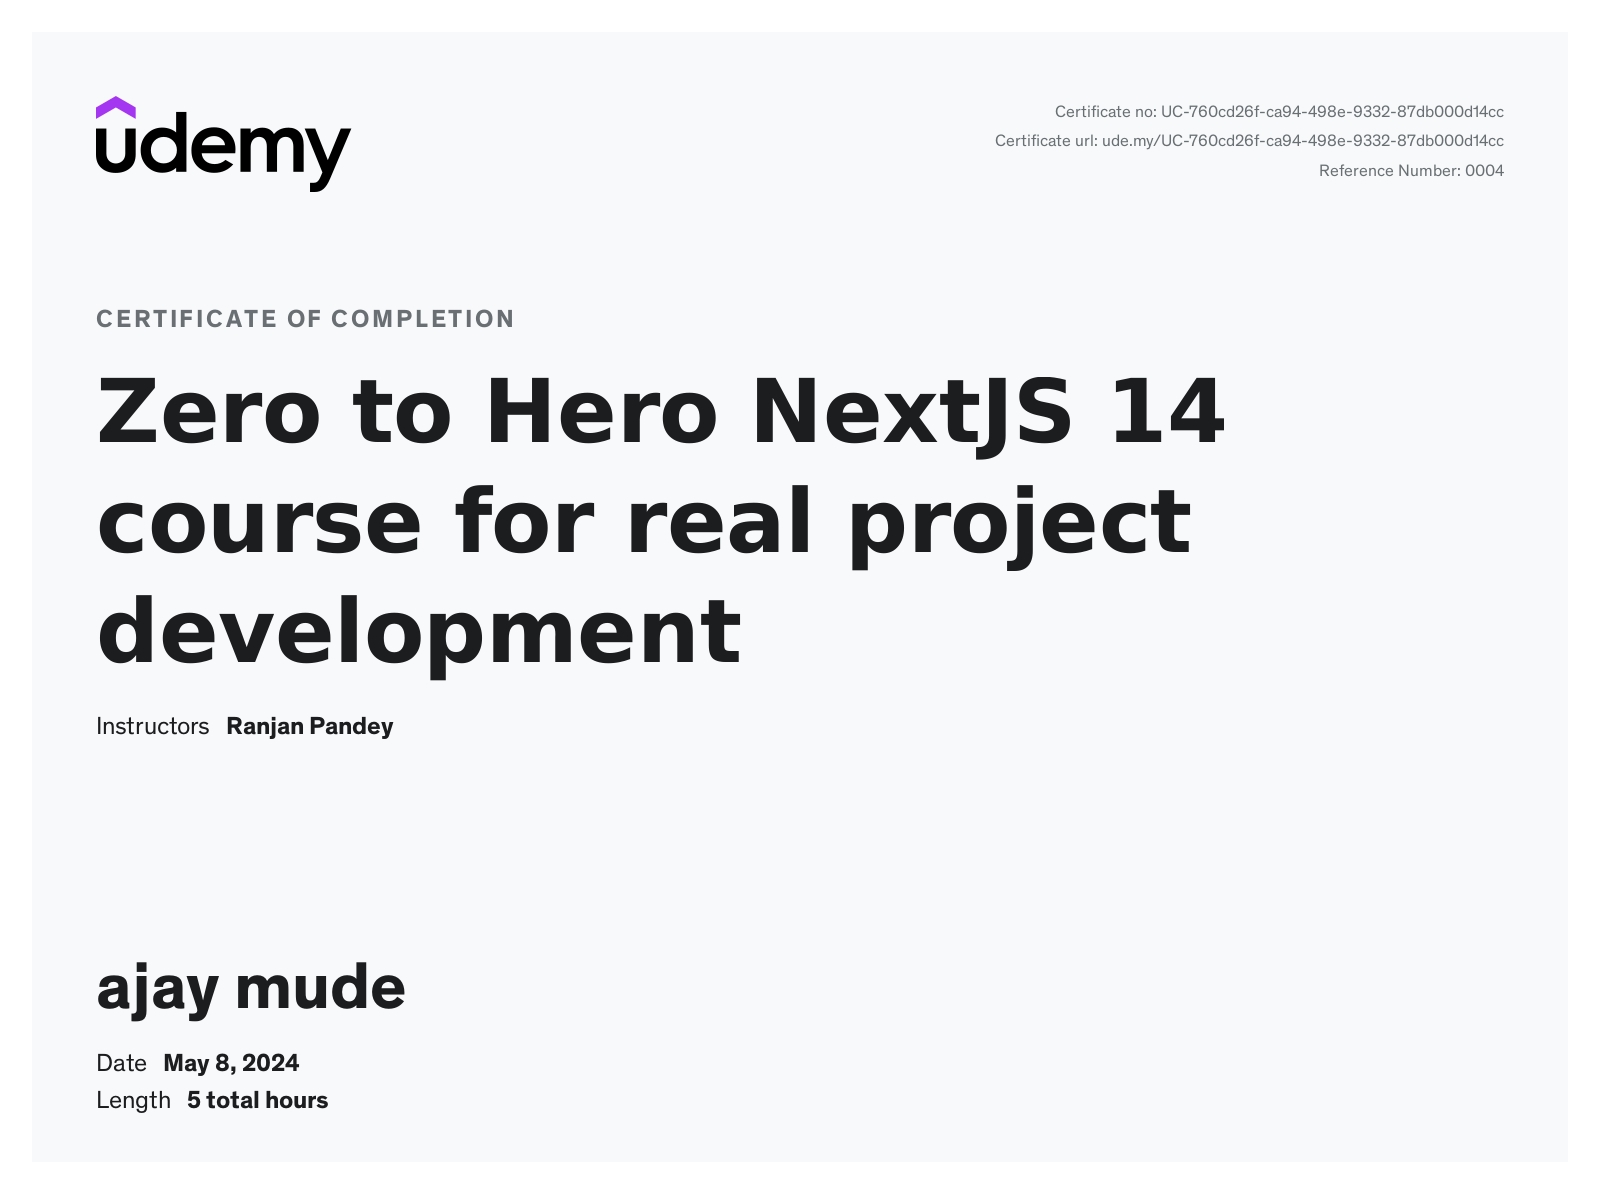 udemy
Certificate no: UC-760cd26f-ca94-498e-9332-87db000d14cc
Certificate url: ude.my/UC-760cd26f-ca94-498e-9332-87db000d14cc
Reference Number: 0004
CERTIFICATE OF COMPLETION
Zero to Hero NextJS 14
course for real project
development
Instructors Ranjan Pandey
ajay mude
Date May 8, 2024
Length 5 total hours